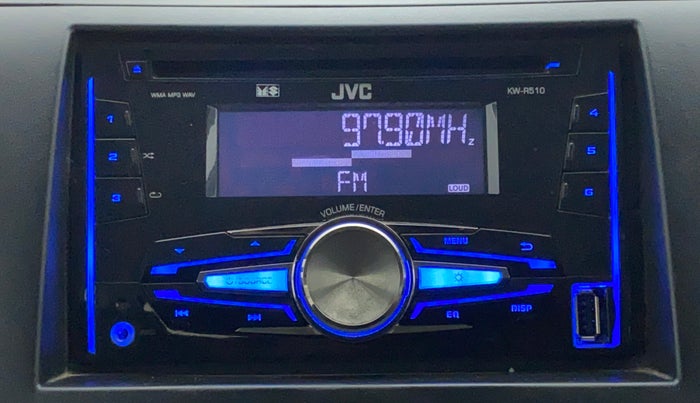 WMA MP3 WAV
JVC
KW-R510
97.90MHz
FM
LOUD
1
2
3
4
5
6
VOLUME/ENTER
MENU
EQ
DISP